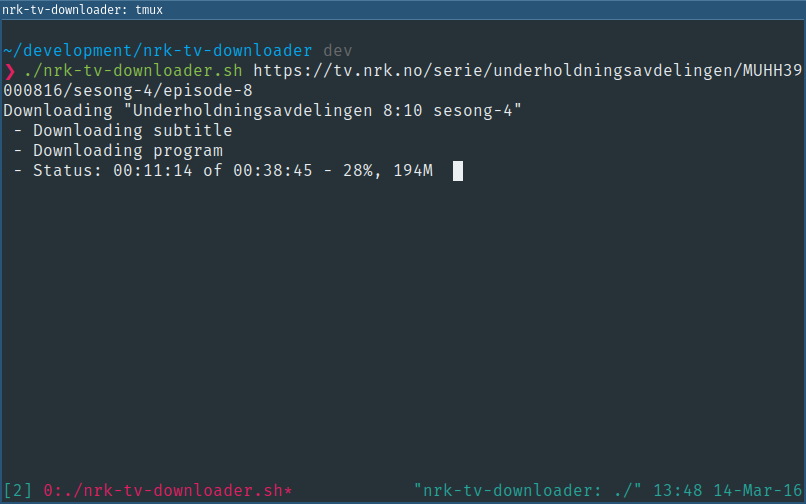 nrk-tv-downloader: tmux
~/development/nrk-tv-downloader dev
❯ ./nrk-tv-downloader.sh https://tv.nrk.no/serie/underholdningsavdelingen/MUHH39
000816/sesong-4/episode-8
Downloading "Underholdningsavdelingen 8:10 sesong-4"
- Downloading subtitle
- Downloading program
- Status: 00:11:14 of 00:38:45 - 28%, 194M
[2] 0:./nrk-tv-downloader.sh* "nrk-tv-downloader: ./" 13:48 14-Mar-16